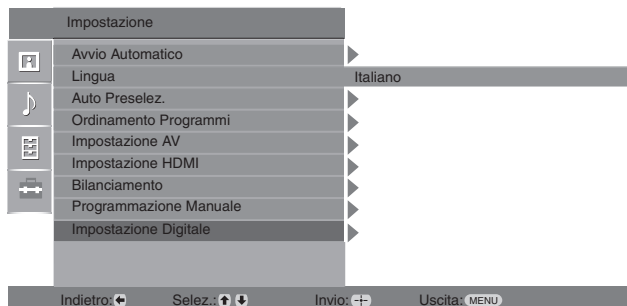 Impostazione
Avvio Automatico
Lingua Italiano
Auto Preselez.
Ordinamento Programmi
Impostazione AV
Impostazione HDMI
Bilanciamento
Programmazione Manuale
Impostazione Digitale
Indietro: Selez.: Invio: Uscita: MENU